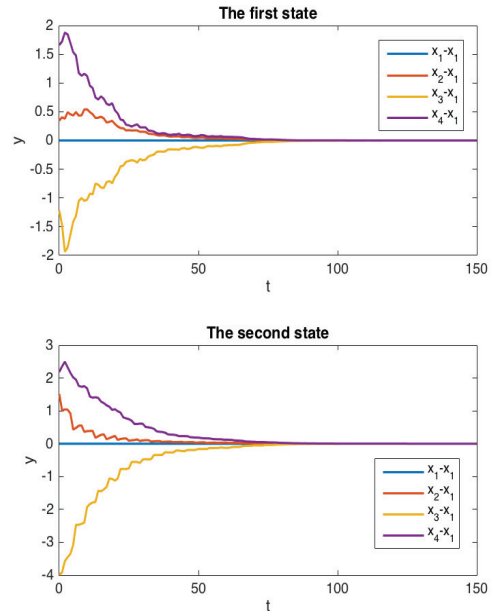 The first state
2
1.5
1
0.5
0
-0.5
-1
-1.5
-2
y
x₁-x₁
x₂-x₁
x₃-x₁
x₄-x₁
0 50 100 150
t
The second state
3
2
1
0
-1
-2
-3
-4
y
x₁-x₁
x₂-x₁
x₃-x₁
x₄-x₁
0 50 100 150
t